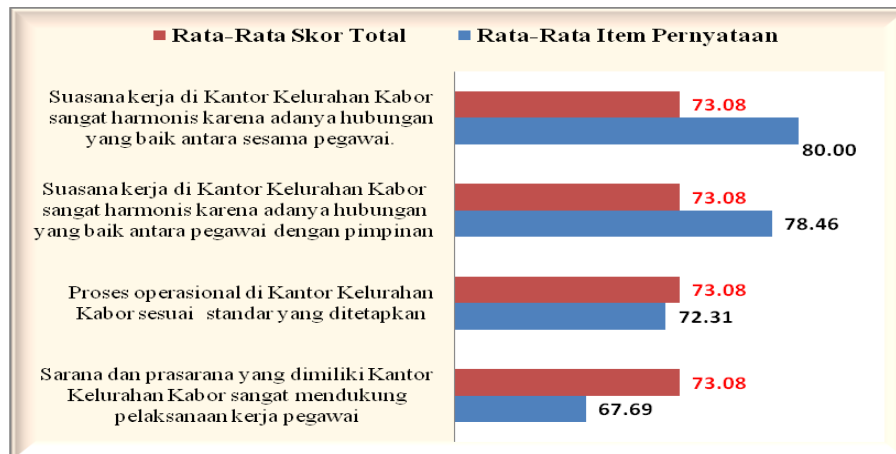 Rata-Rata Skor Total Rata-Rata Item Pernyataan
Suasana kerja di Kantor Kelurahan Kabor
sangat harmonis karena adanya hubungan
yang baik antara sesama pegawai.
73.08
80.00
Suasana kerja di Kantor Kelurahan Kabor
sangat harmonis karena adanya hubungan
yang baik antara pegawai dengan pimpinan
73.08
78.46
Proses operasional di Kantor Kelurahan
Kabor sesuai standar yang ditetapkan
73.08
72.31
Sarana dan prasarana yang dimiliki Kantor
Kelurahan Kabor sangat mendukung
pelaksanaan kerja pegawai
73.08
67.69